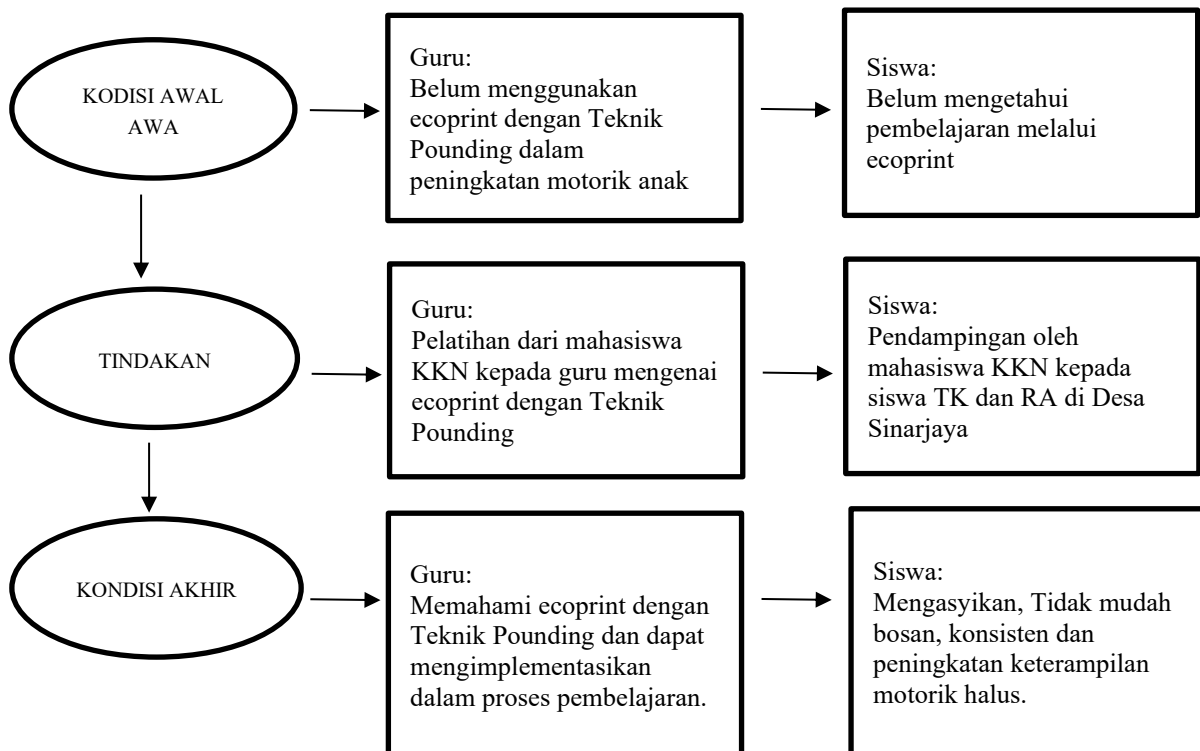 KODISI AWAL
AWA
Guru:
Belum menggunakan
ecoprint dengan Teknik
Pounding dalam
peningkatan motorik anak
Siswa:
Belum mengetahui
pembelajaran melalui
ecoprint
TINDAKAN
Guru:
Pelatihan dari mahasiswa
KKN kepada guru mengenai
ecoprint dengan Teknik
Pounding
Siswa:
Pendampingan oleh
mahasiswa KKN kepada
siswa TK dan RA di Desa
Sinarjaya
KONDISI AKHIR
Guru:
Memahami ecoprint dengan
Teknik Pounding dan dapat
mengimplementasikan
dalam proses pembelajaran.
Siswa:
Mengasyikan, Tidak mudah
bosan, konsisten dan
peningkatan keterampilan
motorik halus.